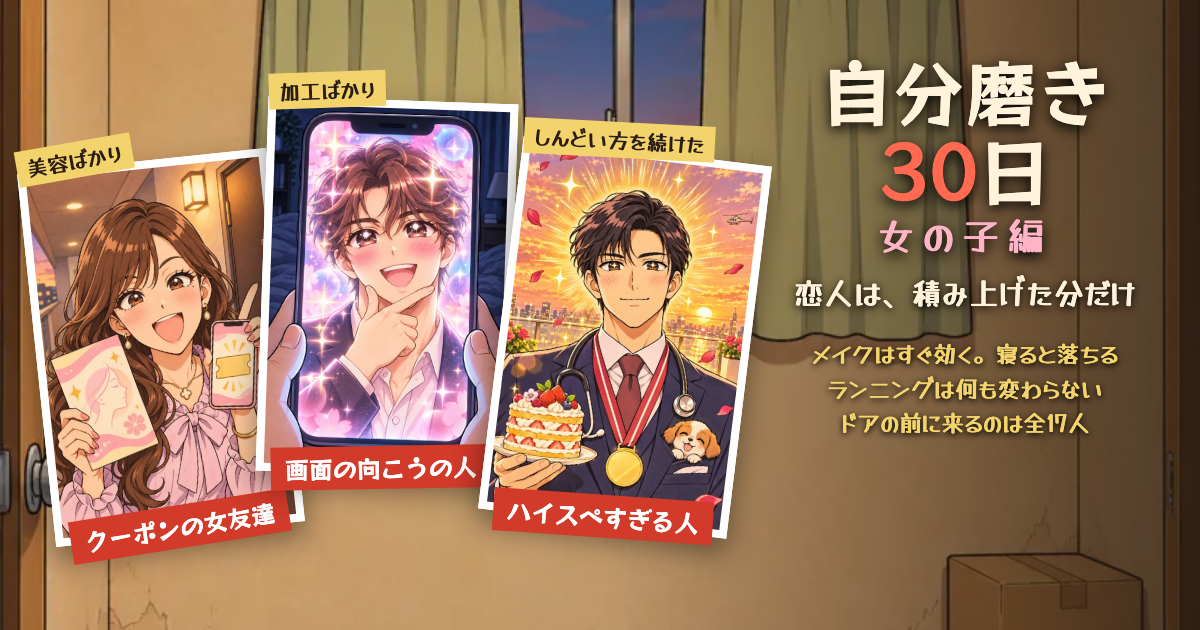 美容ばかり
クーポンの女友達
加工ばかり
画面の向こうの人
しんどい方を続けた
ハイスペすぎる人
自分磨き
30日
女の子編
恋人は、積み上げた分だけ
メイクはすぐ効く。寝ると落ちる
ランニングは何も変わらない
ドアの前に来るのは全17人